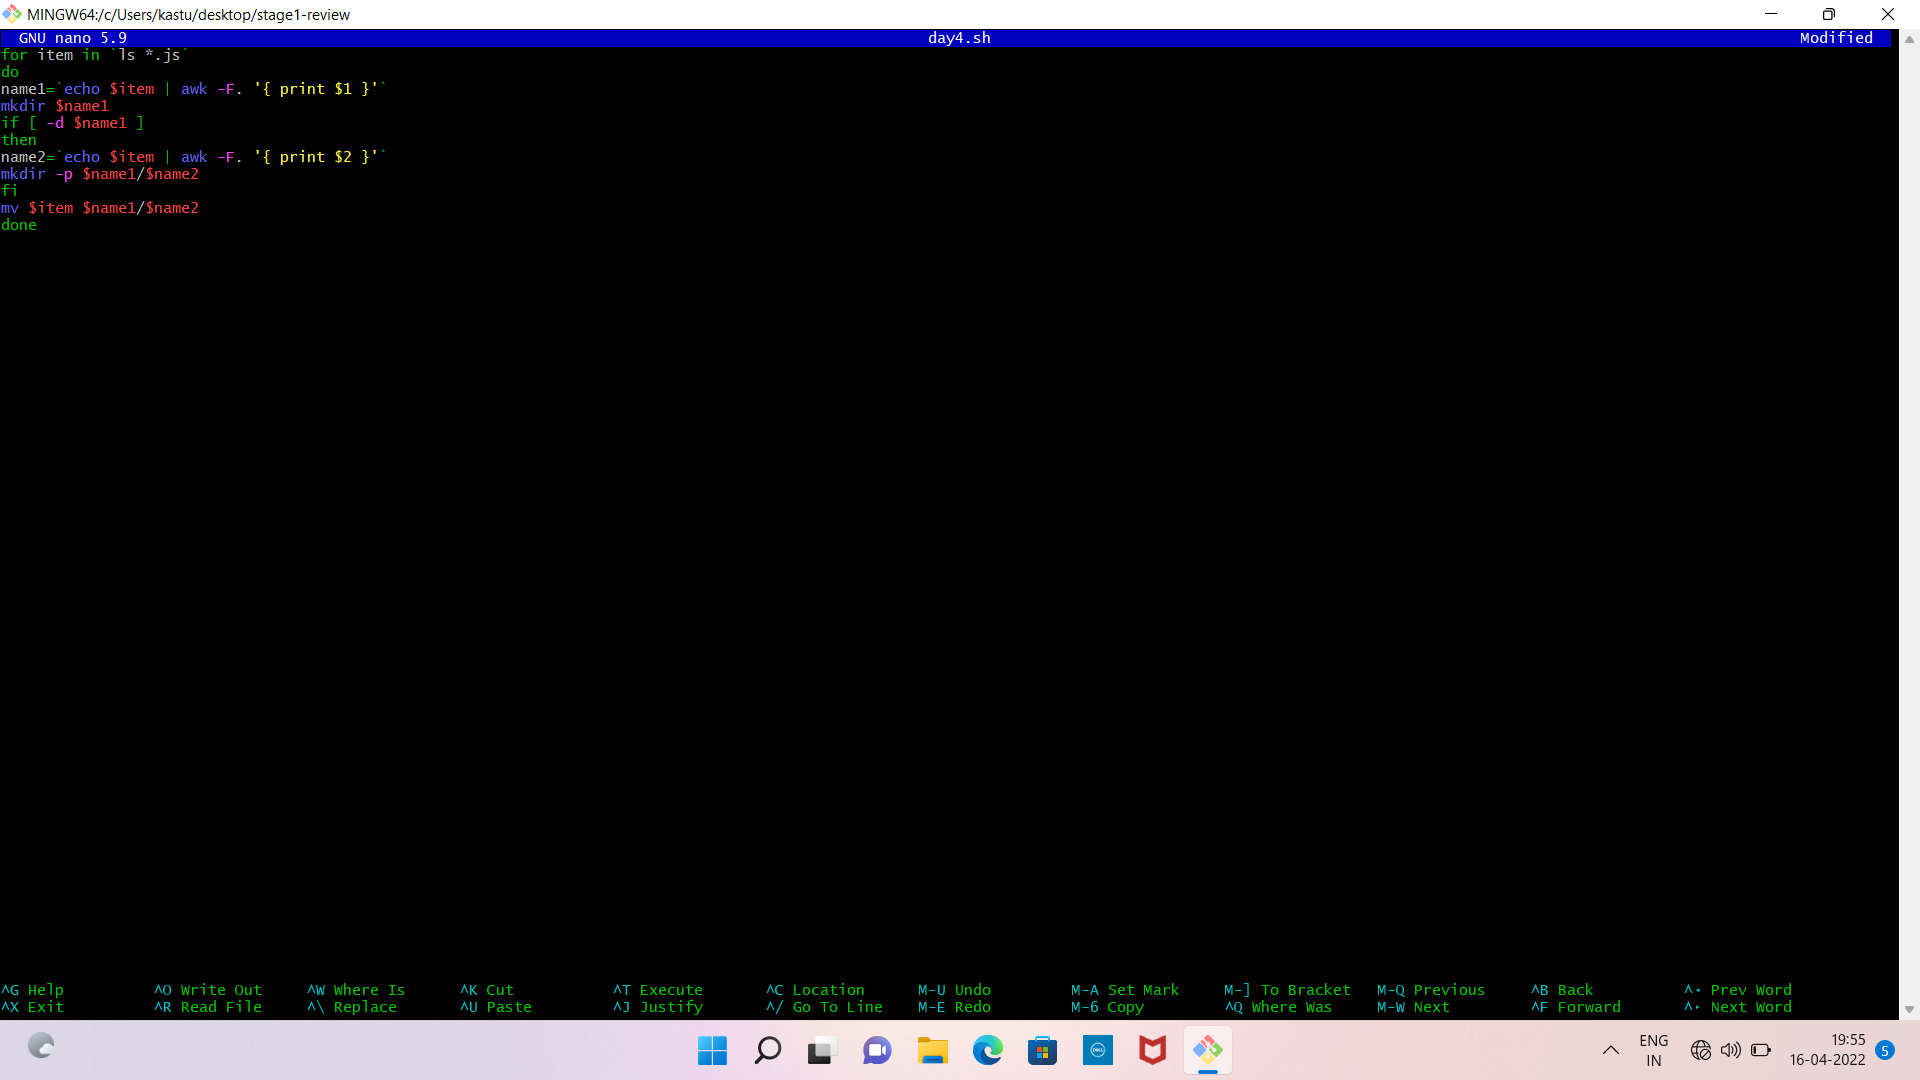 MINGW64:/c/Users/kastu/desktop/stage1-review
GNU nano 5.9 day4.sh Modified
for item in `ls *.js`
do
name1=`echo $item | awk -F. '{ print $1 }'`
mkdir $name1
if [ -d $name1 ]
then
name2=`echo $item | awk -F. '{ print $2 }'`
mkdir -p $name1/$name2
fi
mv $item $name1/$name2
done
^G Help ^O Write Out ^W Where Is ^K Cut ^T Execute ^C Location M-U Undo M-A Set Mark M-] To Bracket M-Q Previous ^B Back ^◂ Prev Word
^X Exit ^R Read File ^\ Replace ^U Paste ^J Justify ^/ Go To Line M-E Redo M-6 Copy ^Q Where Was M-W Next ^F Forward ^▸ Next Word
DELL
ENG
IN
19:55
16-04-2022
5